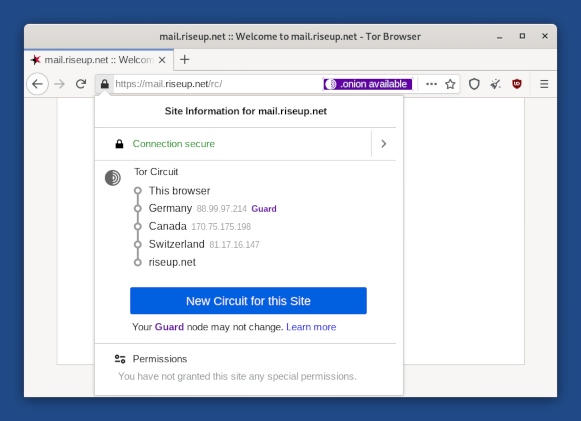 mail.riseup.net :: Welcome to mail.riseup.net - Tor Browser
mail.riseup.net :: Welcom
https://mail.riseup.net/rc/
.onion available
Site Information for mail.riseup.net
Connection secure
Tor Circuit
This browser
Germany 88.99.97.214 Guard
Canada 170.75.175.198
Switzerland 81.17.16.147
riseup.net
New Circuit for this Site
Your Guard node may not change. Learn more
Permissions
You have not granted this site any special permissions.